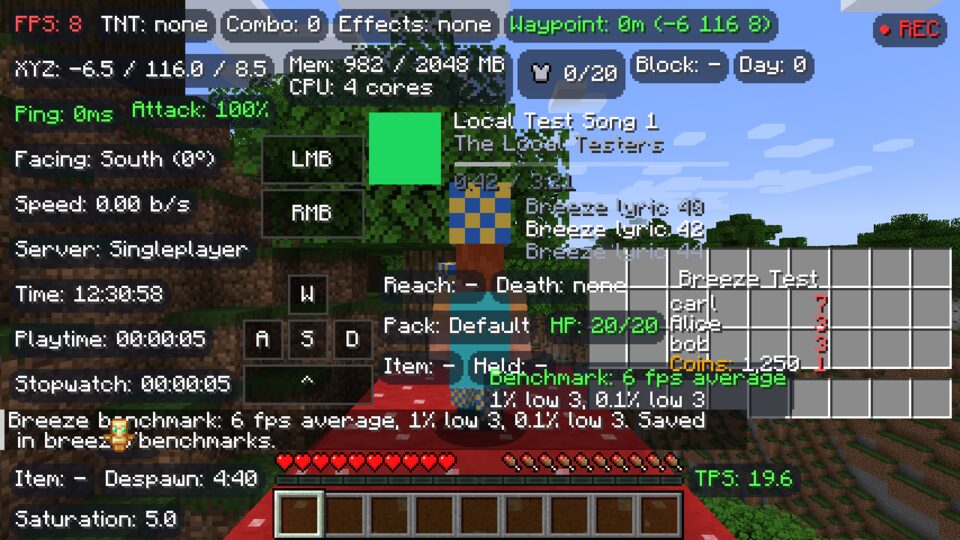 FPS: 8 TNT: none Combo: 0 Effects: none Waypoint: 0m (-6 116 8) REC
XYZ: -6.5 / 116.0 / 8.5
Mem: 982 / 2048 MB
CPU: 4 cores
0/20
Block: - Day: 0
Ping: 0ms Attack: 100%
Local Test Song 1
The Local Testers
0:42 / 3:21
Facing: South (0°)
LMB
RMB
Speed: 0.00 b/s
Breeze lyric 40
Breeze lyric 42
Breeze lyric 44
Server: Singleplayer
Time: 12:30:58
W
Reach: - Death: none
Breeze Test
carl 7
Alice 3
bob 3
Coins: 1,250 1
Playtime: 00:00:05
A S D
Pack: Default HP: 20/20
Item: - Held: -
Stopwatch: 00:00:05
^
Benchmark: 6 fps average
1% low 3, 0.1% low 3
Breeze benchmark: 6 fps average, 1% low 3, 0.1% low 3. Saved
in breeze/benchmarks.
Item: - Despawn: 4:40
TPS: 19.6
Saturation: 5.0